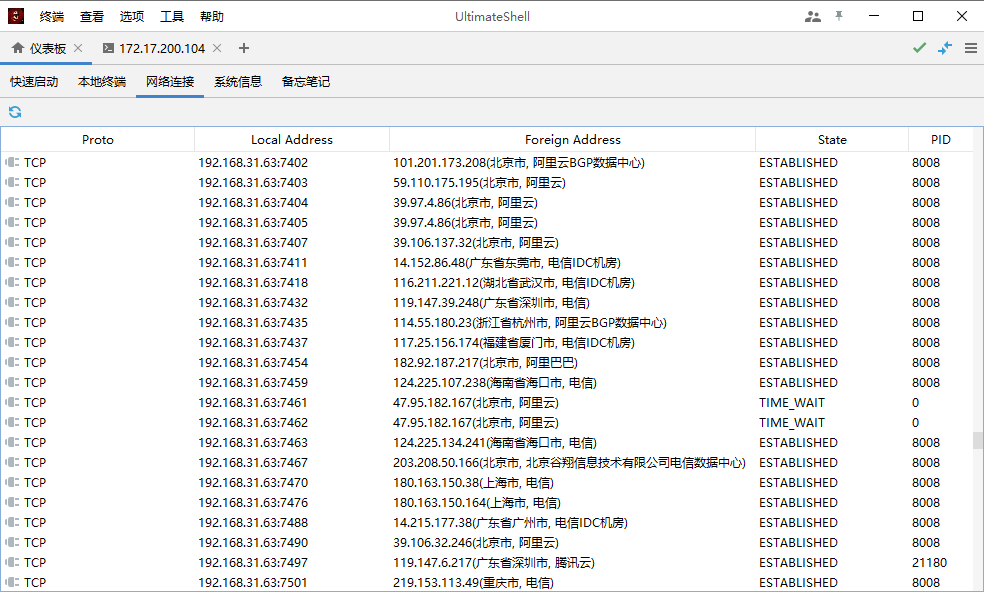 终端 查看 选项 工具 帮助 UltimateShell
仪表板 172.17.200.104
快速启动 本地终端 网络连接 系统信息 备忘笔记
Proto Local Address Foreign Address State PID
TCP 192.168.31.63:7402 101.201.173.208(北京市, 阿里云BGP数据中心) ESTABLISHED 8008
TCP 192.168.31.63:7403 59.110.175.195(北京市, 阿里云) ESTABLISHED 8008
TCP 192.168.31.63:7404 39.97.4.86(北京市, 阿里云) ESTABLISHED 8008
TCP 192.168.31.63:7405 39.97.4.86(北京市, 阿里云) ESTABLISHED 8008
TCP 192.168.31.63:7407 39.106.137.32(北京市, 阿里云) ESTABLISHED 8008
TCP 192.168.31.63:7411 14.152.86.48(广东省东莞市, 电信IDC机房) ESTABLISHED 8008
TCP 192.168.31.63:7418 116.211.221.12(湖北省武汉市, 电信IDC机房) ESTABLISHED 8008
TCP 192.168.31.63:7432 119.147.39.248(广东省深圳市, 电信) ESTABLISHED 8008
TCP 192.168.31.63:7435 114.55.180.23(浙江省杭州市, 阿里云BGP数据中心) ESTABLISHED 8008
TCP 192.168.31.63:7437 117.25.156.174(福建省厦门市, 电信IDC机房) ESTABLISHED 8008
TCP 192.168.31.63:7454 182.92.187.217(北京市, 阿里巴巴) ESTABLISHED 8008
TCP 192.168.31.63:7459 124.225.107.238(海南省海口市, 电信) ESTABLISHED 8008
TCP 192.168.31.63:7461 47.95.182.167(北京市, 阿里云) TIME_WAIT 0
TCP 192.168.31.63:7462 47.95.182.167(北京市, 阿里云) TIME_WAIT 0
TCP 192.168.31.63:7463 124.225.134.241(海南省海口市, 电信) ESTABLISHED 8008
TCP 192.168.31.63:7467 203.208.50.166(北京市, 北京谷翔信息技术有限公司电信数据中心) ESTABLISHED 8008
TCP 192.168.31.63:7470 180.163.150.38(上海市, 电信) ESTABLISHED 8008
TCP 192.168.31.63:7476 180.163.150.164(上海市, 电信) ESTABLISHED 8008
TCP 192.168.31.63:7488 14.215.177.38(广东省广州市, 电信IDC机房) ESTABLISHED 8008
TCP 192.168.31.63:7490 39.106.32.246(北京市, 阿里云) ESTABLISHED 8008
TCP 192.168.31.63:7497 119.147.6.217(广东省深圳市, 腾讯云) ESTABLISHED 21180
TCP 192.168.31.63:7501 219.153.113.49(重庆市, 电信) ESTABLISHED 8008